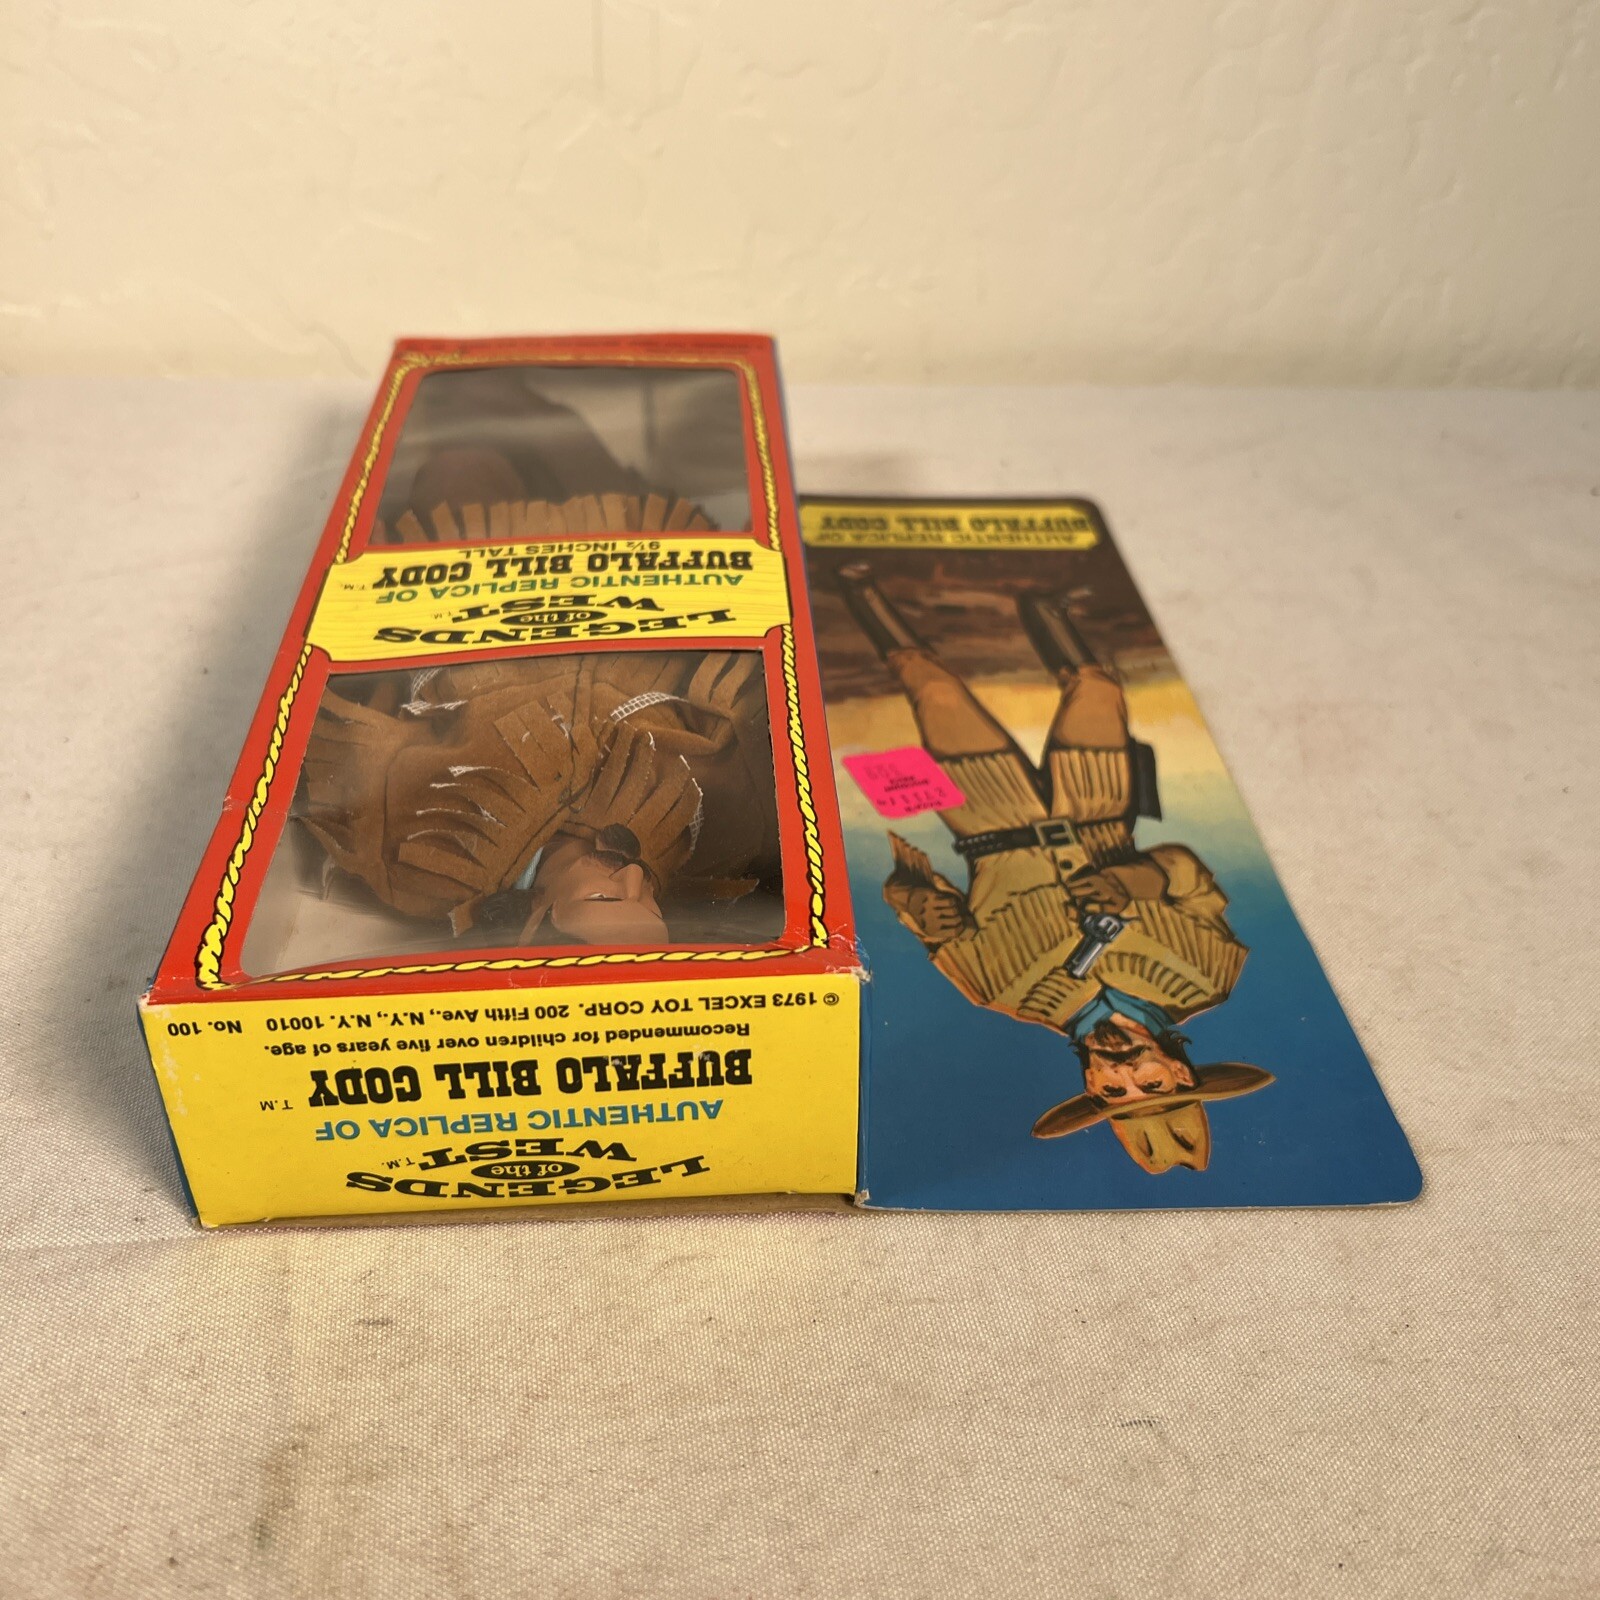 LEGENDS
of the
WEST T.M.
AUTHENTIC REPLICA OF
BUFFALO BILL CODY T.M.
9½ INCHES TALL
LEGENDS
of the
WEST T.M.
AUTHENTIC REPLICA OF
BUFFALO BILL CODY T.M
Recommended for children over five years of age.
© 1973 EXCEL TOY CORP. 200 Fifth Ave., N.Y., N.Y. 10010 No. 100
AUTHENTIC REPLICA OF
BUFFALO BILL CODY